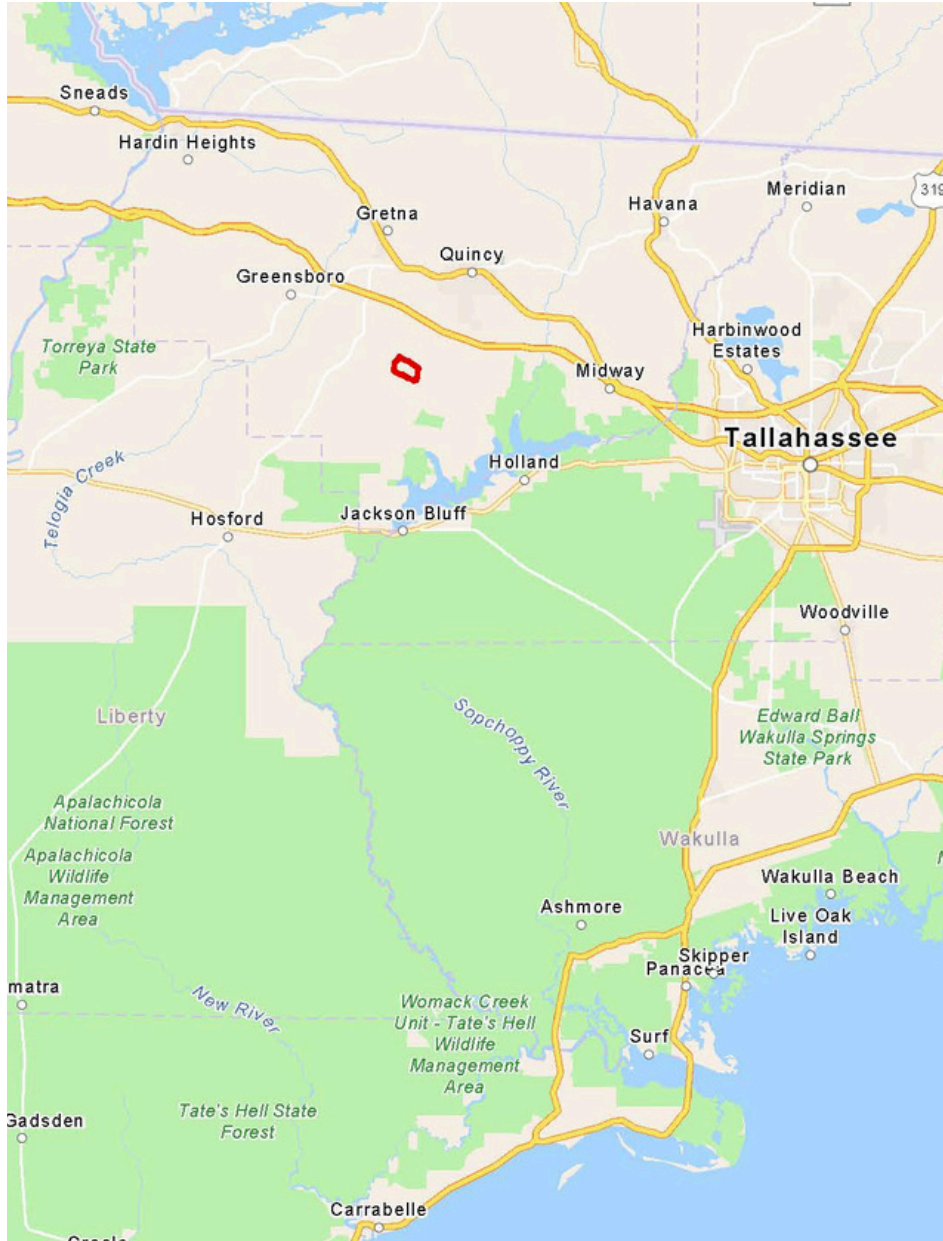 Sneads
Hardin Heights
Meridian
319
Havana
Gretna
Quincy
Greensboro
Harbinwood
Estates
Torreya State
Park
Midway
Tallahassee
Telogia Creek
Holland
Hosford
Jackson Bluff
Woodville
Liberty
Sopchoppy River
Edward Ball
Wakulla Springs
State Park
Apalachicola
National Forest
Wakulla
Apalachicola
Wildlife
Management
Area
Wakulla Beach
Ashmore
Live Oak
Island
Skipper
Panacea
matra
New River
Womack Creek
Unit - Tate's Hell
Wildlife
Management
Area
Surf
Gadsden
Tate's Hell State
Forest
Carrabelle